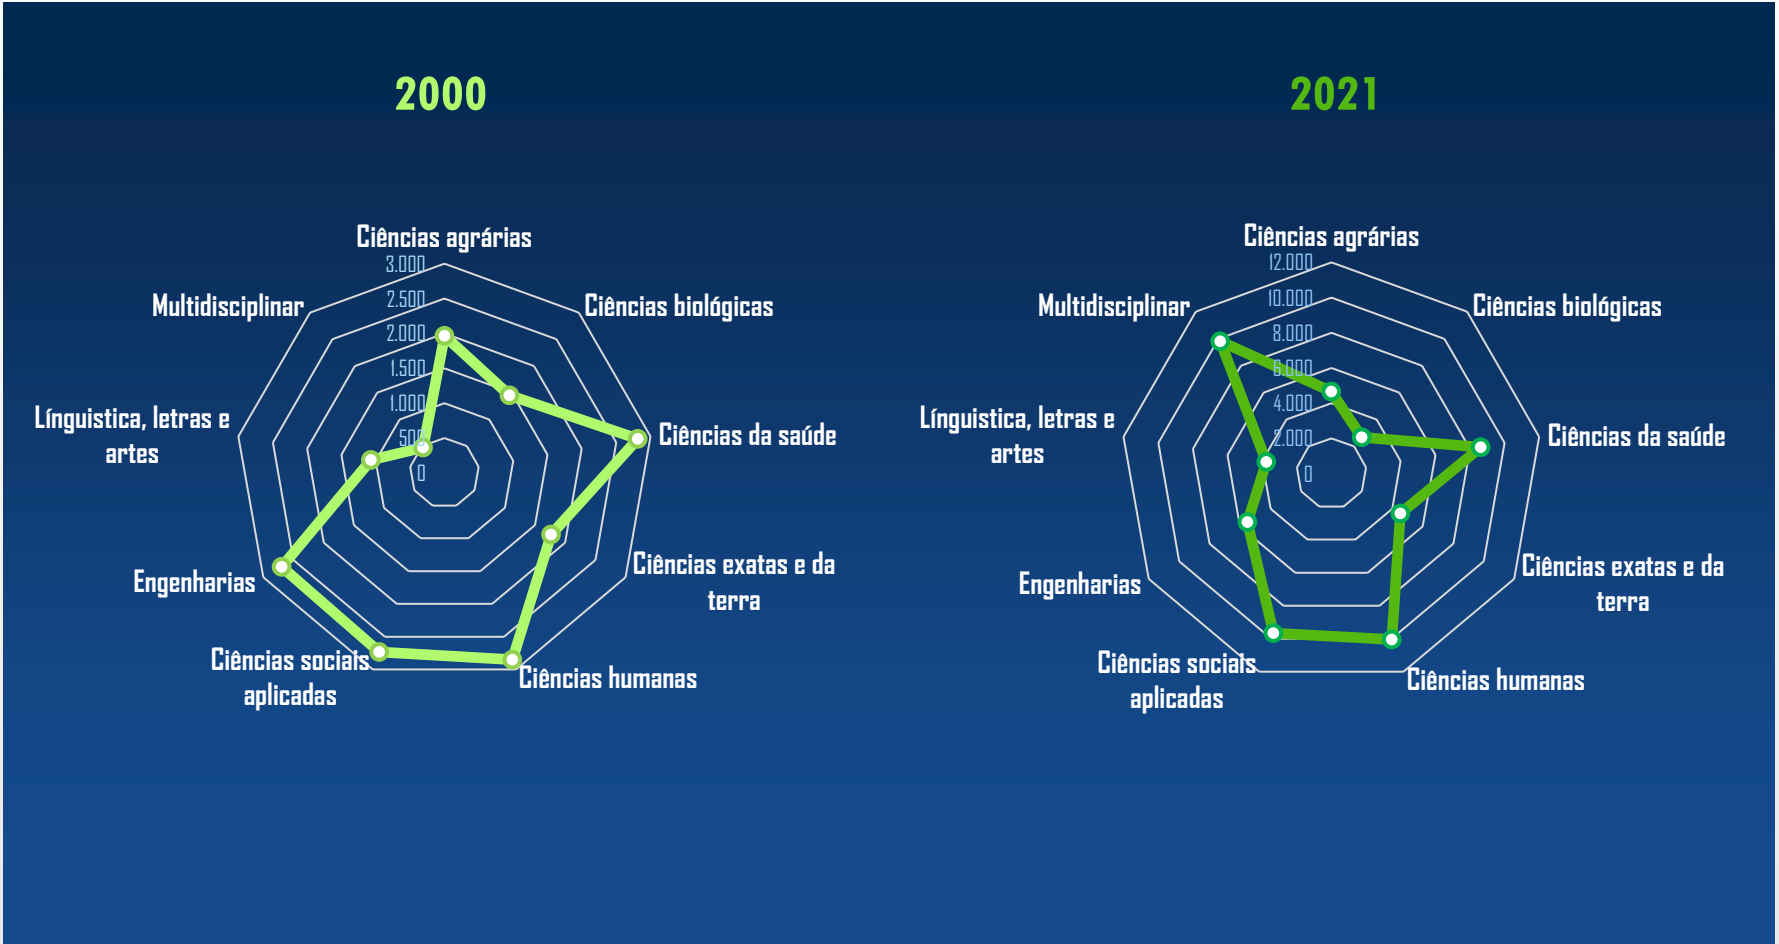 2000
Ciências agrárias
3.000
2.500
2.000
1.500
1.000
500
0
Ciências biológicas
Ciências da saúde
Ciências exatas e da
terra
Ciências humanas
Ciências sociais
aplicadas
Engenharias
Línguistica, letras e
artes
Multidisciplinar
2021
Ciências agrárias
12.000
10.000
8.000
6.000
4.000
2.000
0
Ciências biológicas
Ciências da saúde
Ciências exatas e da
terra
Ciências humanas
Ciências sociais
aplicadas
Engenharias
Línguistica, letras e
artes
Multidisciplinar